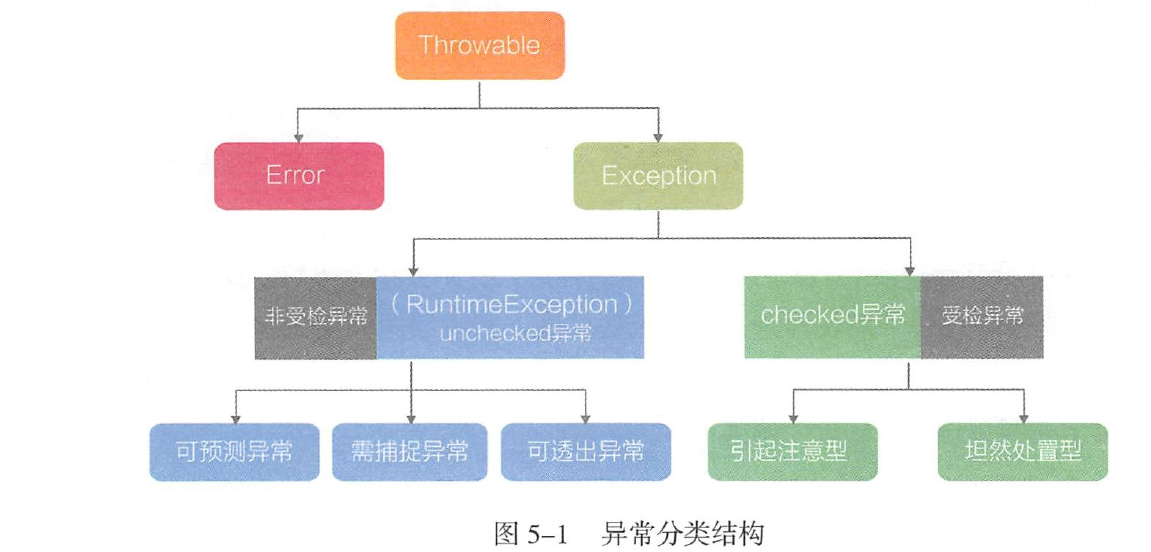 Throwable
Error
Exception
非受检异常
（RuntimeException）
unchecked异常
checked异常
受检异常
可预测异常
需捕捉异常
可透出异常
引起注意型
坦然处置型
图 5-1 异常分类结构